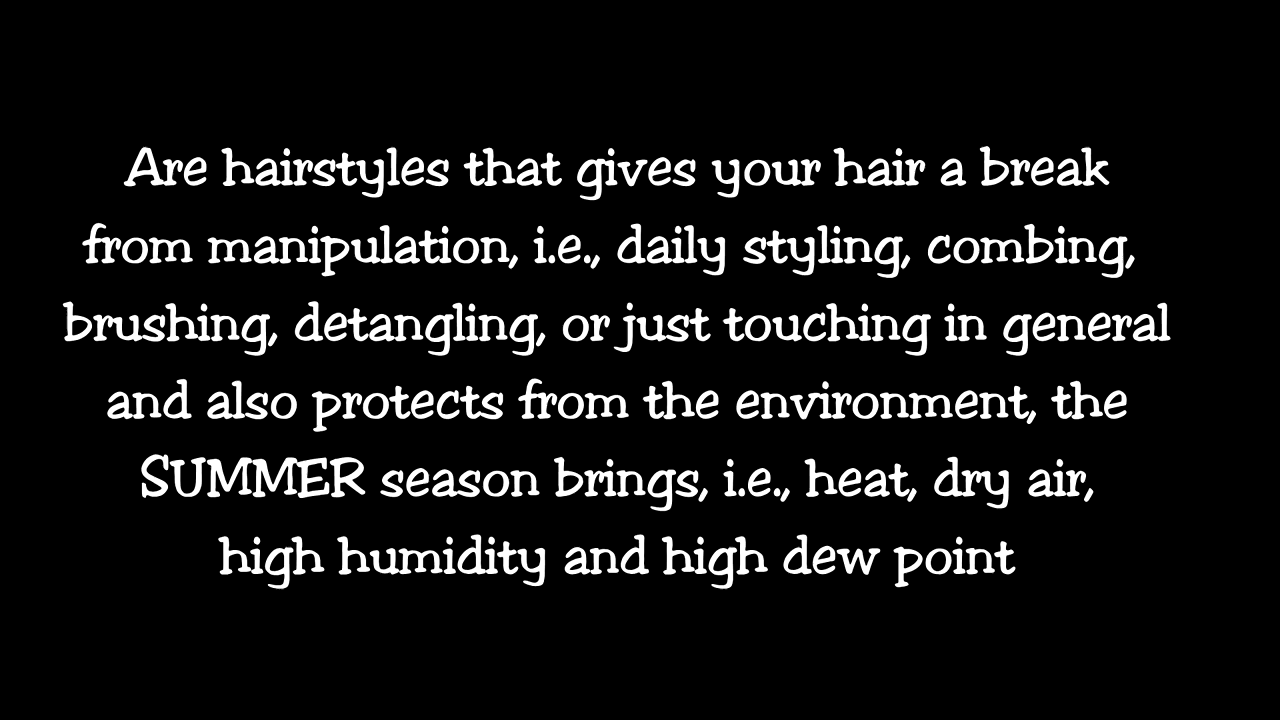 Are hairstyles that gives your hair a break
from manipulation, i.e., daily styling, combing,
brushing, detangling, or just touching in general
and also protects from the environment, the
SUMMER season brings, i.e., heat, dry air,
high humidity and high dew point